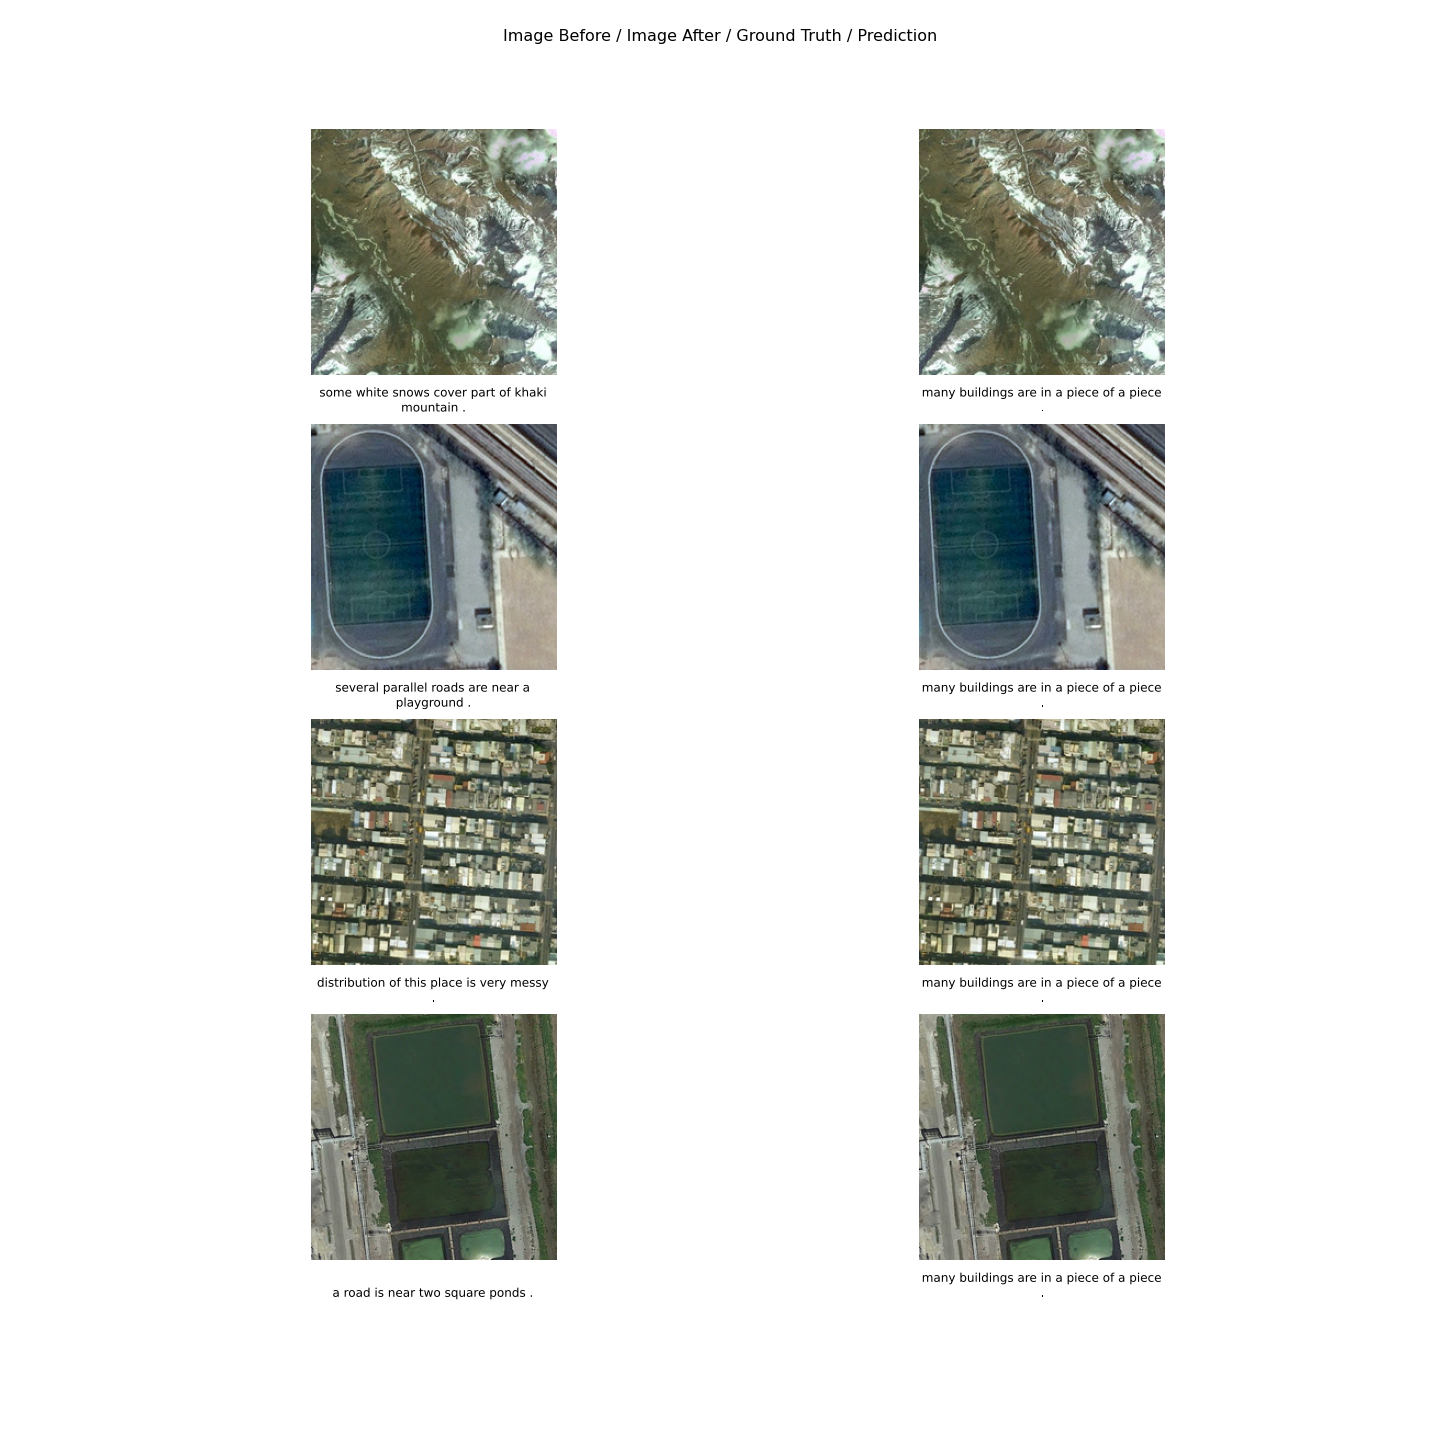 Image Before / Image After / Ground Truth / Prediction
some white snows cover part of khaki
mountain .
many buildings are in a piece of a piece
.
several parallel roads are near a
playground .
many buildings are in a piece of a piece
.
distribution of this place is very messy
.
many buildings are in a piece of a piece
.
a road is near two square ponds .
many buildings are in a piece of a piece
.